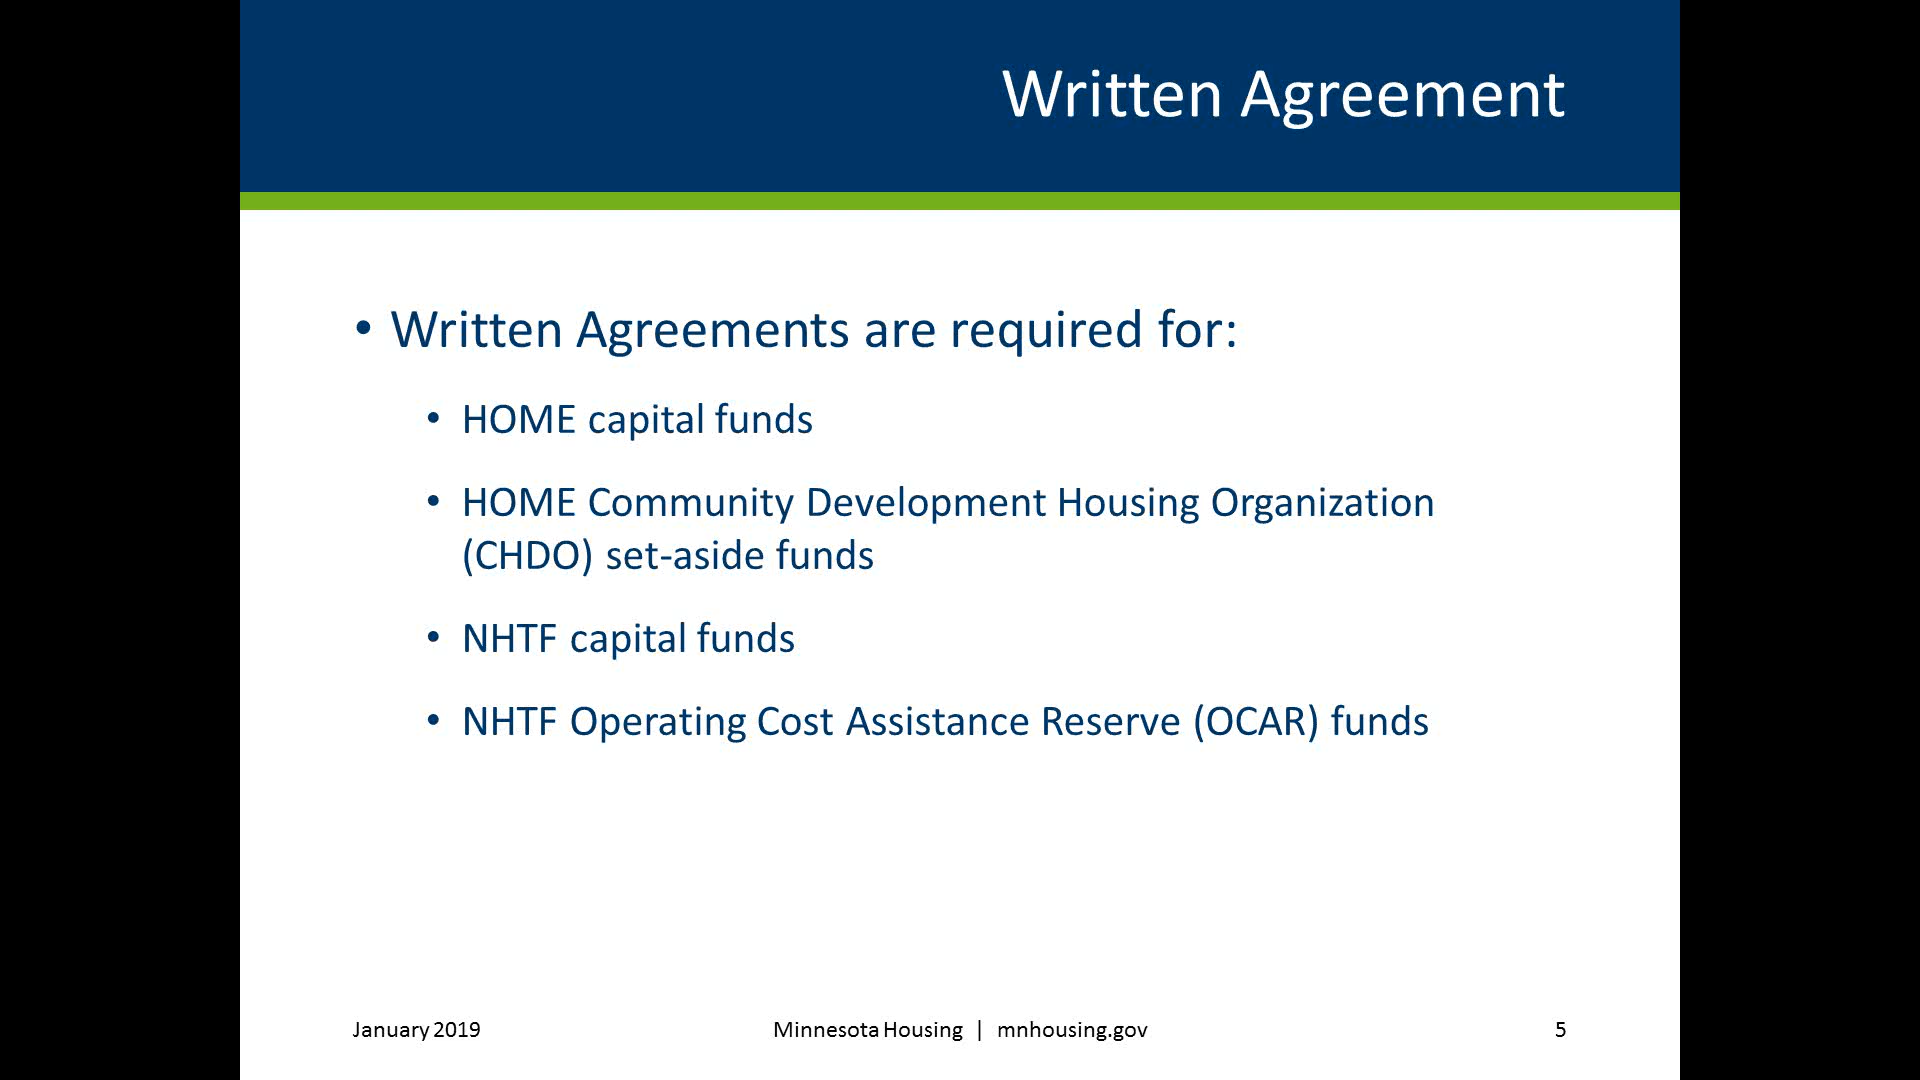 Written Agreement
• Written Agreements are required for:
• HOME capital funds
• HOME Community Development Housing Organization
(CHDO) set-aside funds
• NHTF capital funds
• NHTF Operating Cost Assistance Reserve (OCAR) funds
January 2019
Minnesota Housing | mnhousing.gov
5